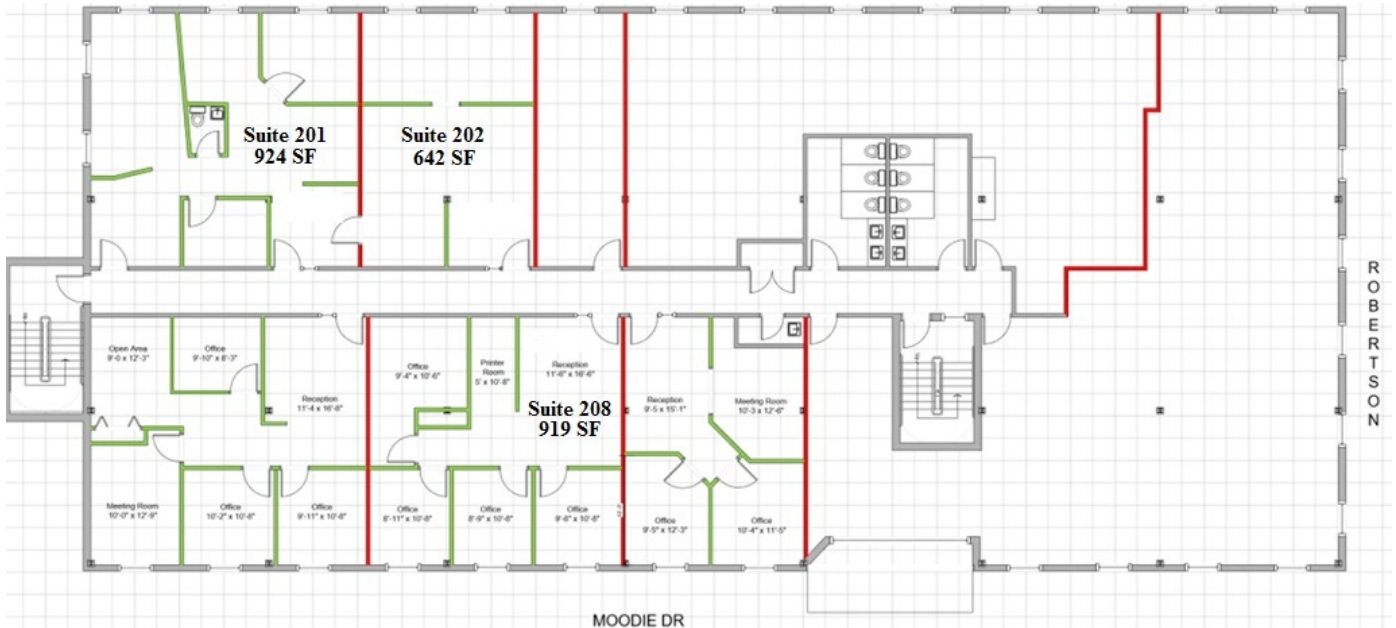 Suite 201
924 SF
Suite 202
642 SF
ROBERTSON
Open Area
9'-0 x 12'-3"
Office
9'-10" x 8'-3"
Reception
11'-4 x 16'-8"
Office
9'-4" x 10'-6"
Printer
Room
5' x 10'-8"
Reception
11'-6" x 16'-6"
Suite 208
919 SF
Reception
9'-5 x 15'-1"
Meeting Room
10'-3 x 12'-6"
Meeting Room
10'-0" x 12'-9"
Office
10'-2" x 10'-8"
Office
9'-11" x 10'-8"
Office
8'-11" x 10'-8"
Office
8'-9" x 10'-8"
Office
9'-6" x 10'-8"
Office
9'-5" x 12'-3"
Office
10'-4" x 11'-5"
MOODIE DR